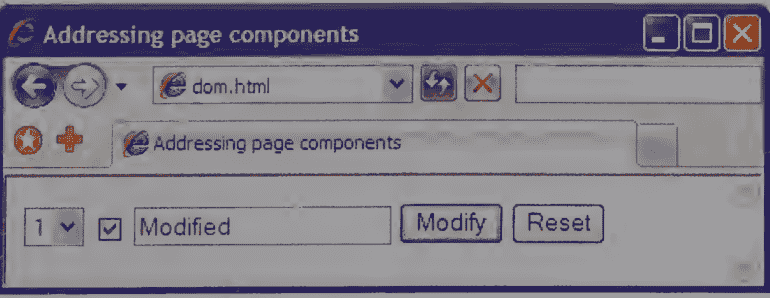 Addressing page components
dom.html
Addressing page components
1 Modified Modify Reset